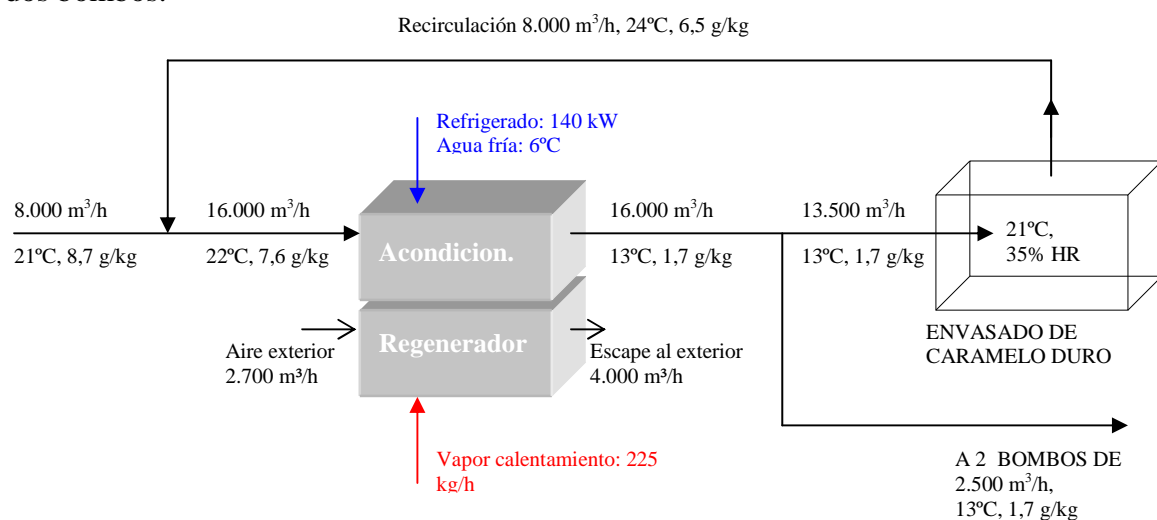 dos bombos.
Recirculación 8.000 m³/h, 24ºC, 6,5 g/kg
Refrigerado: 140 kW
Agua fría: 6ºC
8.000 m³/h
21ºC, 8,7 g/kg
16.000 m³/h
22ºC, 7,6 g/kg
Acondicion.
16.000 m³/h
13ºC, 1,7 g/kg
13.500 m³/h
13ºC, 1,7 g/kg
21ºC,
35% HR
ENVASADO DE
CARAMELO DURO
Aire exterior
2.700 m³/h
Regenerador
Escape al exterior
4.000 m³/h
Vapor calentamiento: 225
kg/h
A 2 BOMBOS DE
2.500 m³/h,
13ºC, 1,7 g/kg